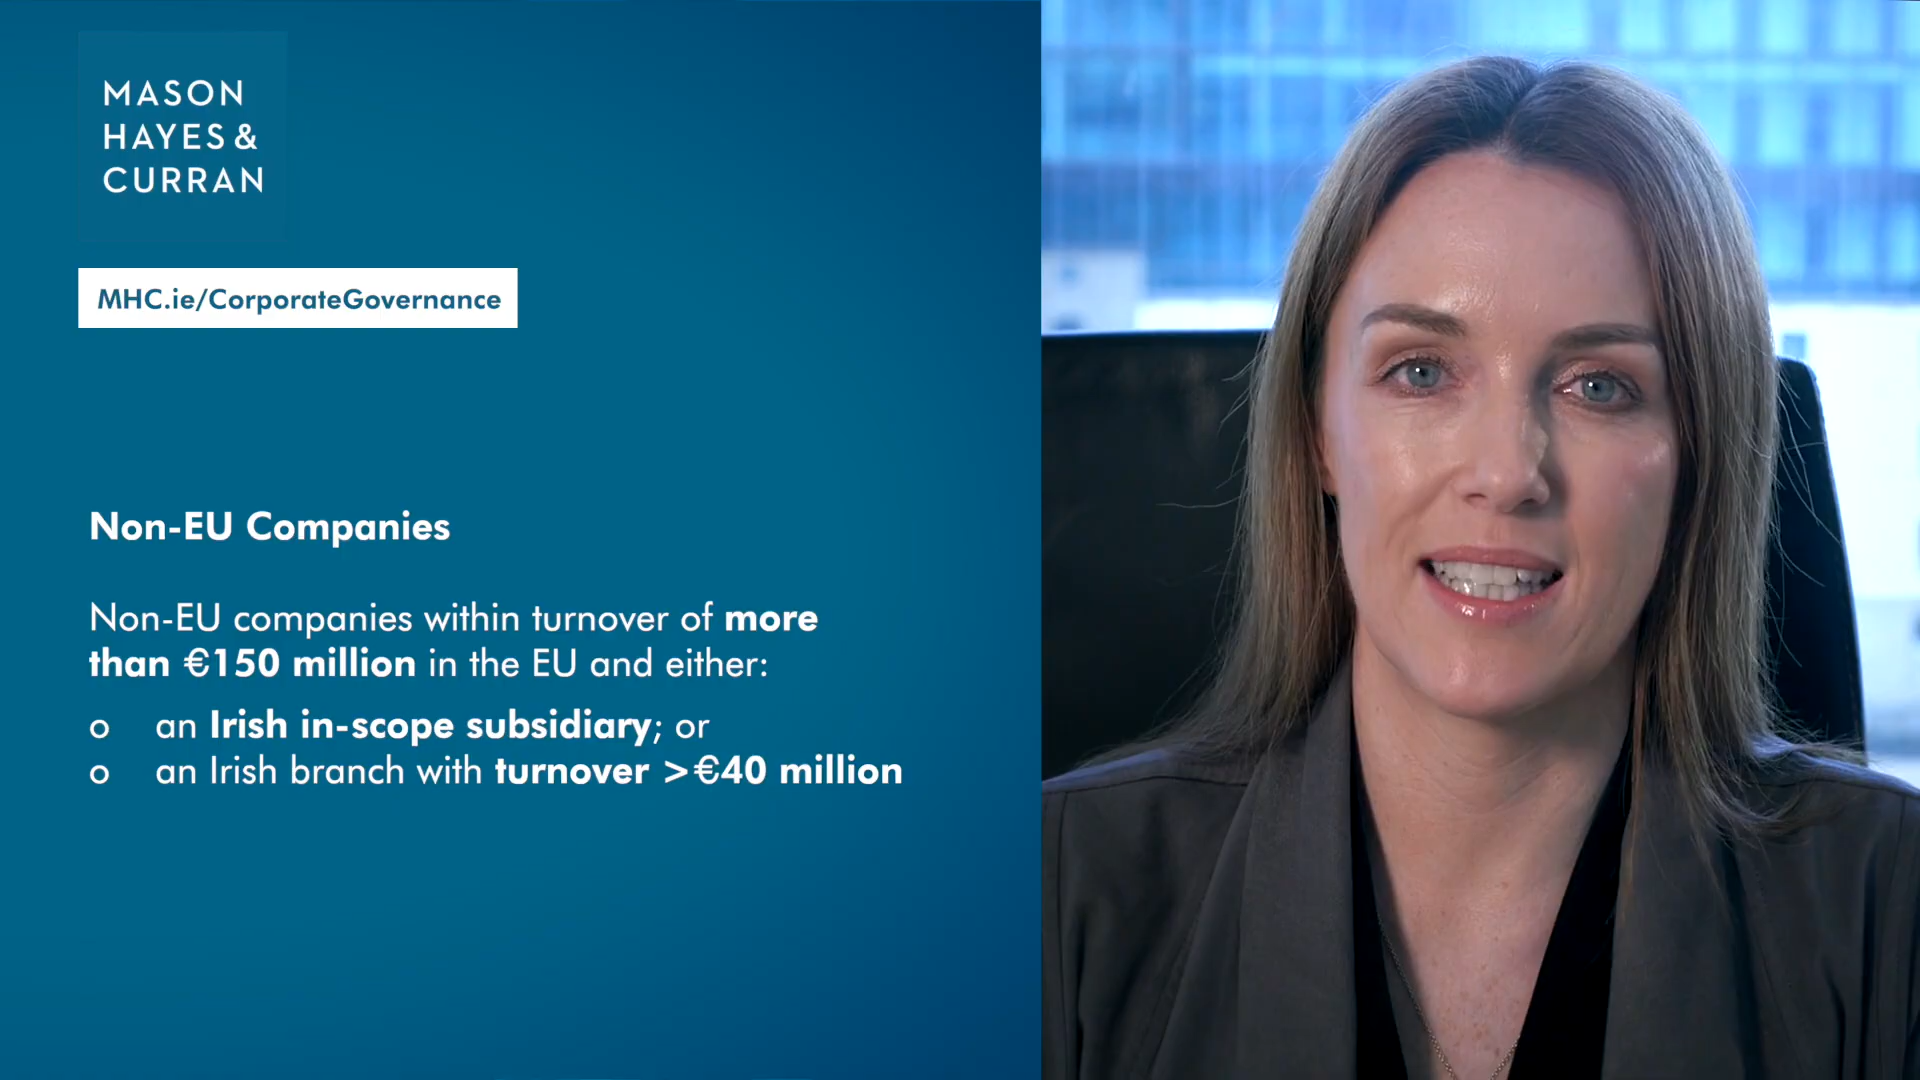 MASON
HAYES &
CURRAN
MHC.ie/CorporateGovernance
Non-EU Companies
Non-EU companies within turnover of more
than €150 million in the EU and either:
o an Irish in-scope subsidiary; or
o an Irish branch with turnover >€40 million